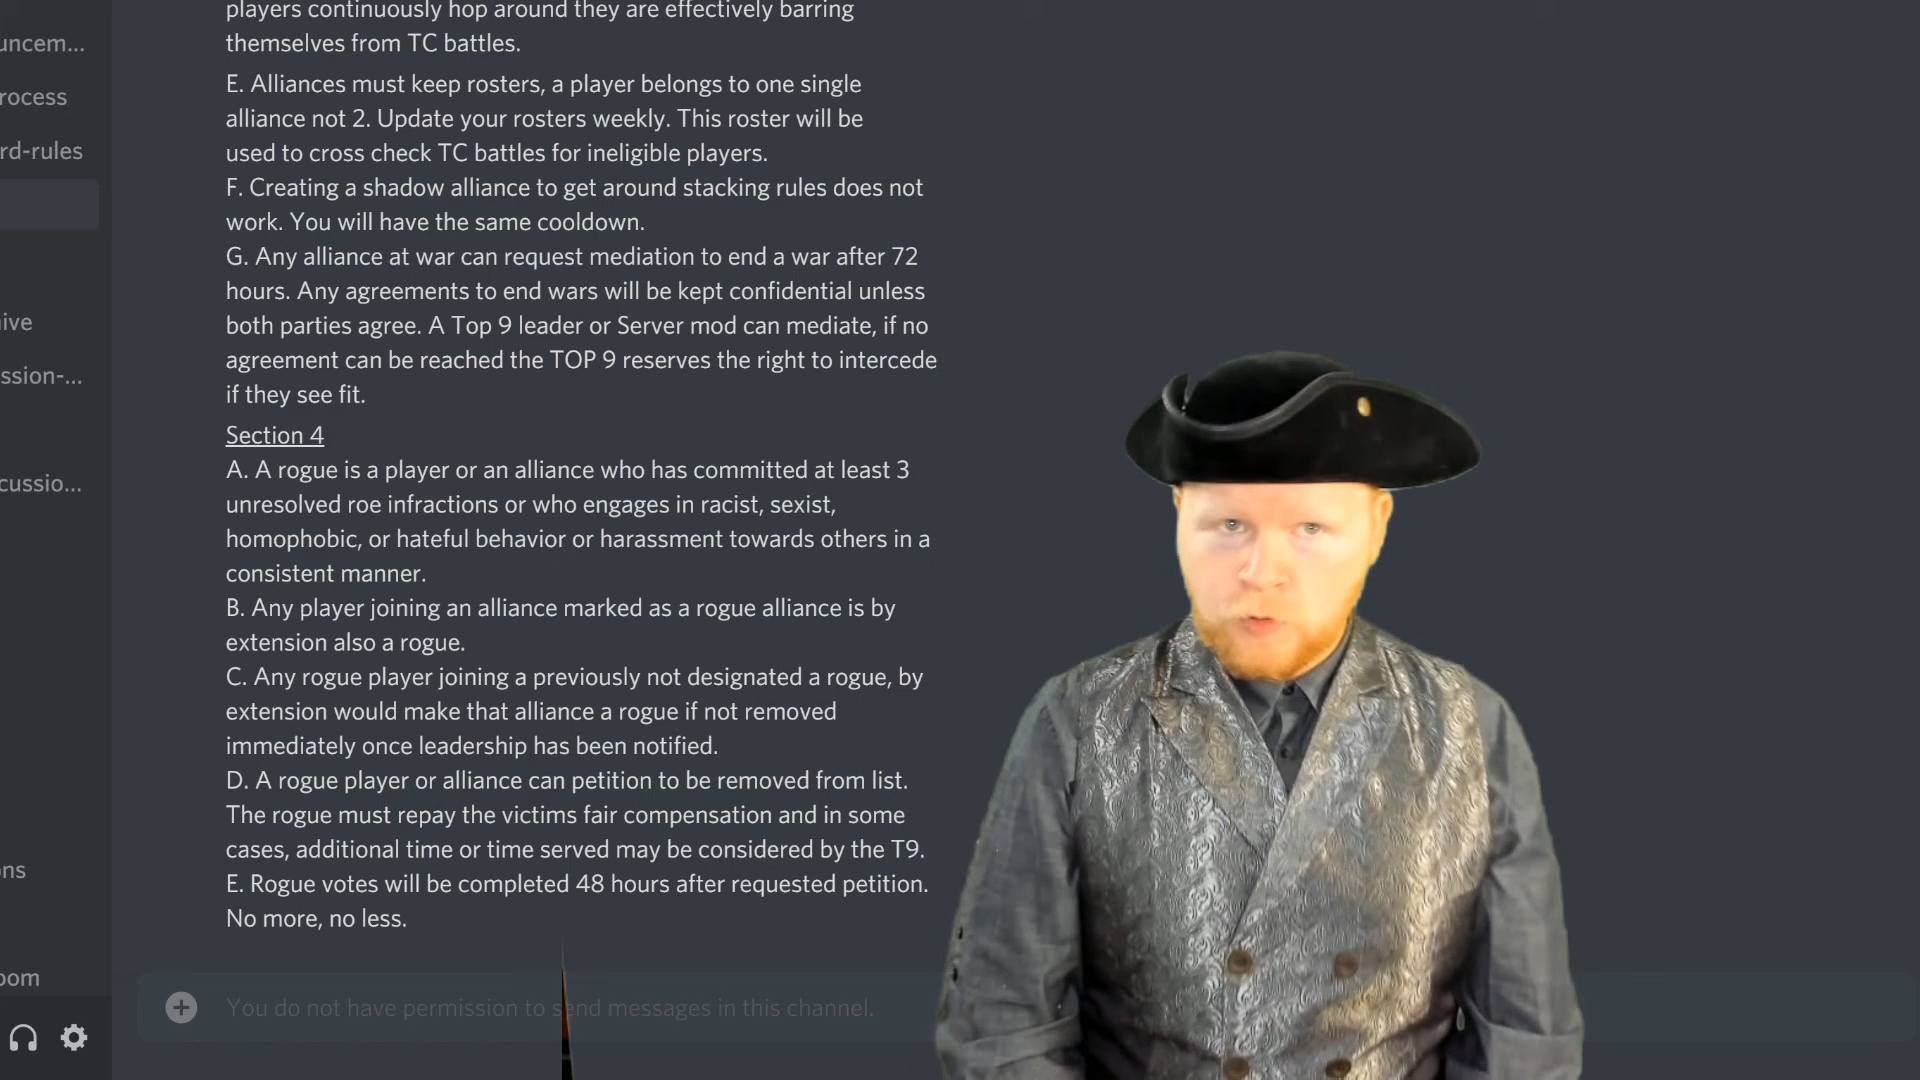 players continuously hop around they are effectively barring
themselves from TC battles.
E. Alliances must keep rosters, a player belongs to one single
alliance not 2. Update your rosters weekly. This roster will be
used to cross check TC battles for ineligible players.
F. Creating a shadow alliance to get around stacking rules does not
work. You will have the same cooldown.
G. Any alliance at war can request mediation to end a war after 72
hours. Any agreements to end wars will be kept confidential unless
both parties agree. A Top 9 leader or Server mod can mediate, if no
agreement can be reached the TOP 9 reserves the right to intercede
if they see fit.
Section 4
A. A rogue is a player or an alliance who has committed at least 3
unresolved roe infractions or who engages in racist, sexist,
homophobic, or hateful behavior or harassment towards others in a
consistent manner.
B. Any player joining an alliance marked as a rogue alliance is by
extension also a rogue.
C. Any rogue player joining a previously not designated a rogue, by
extension would make that alliance a rogue if not removed
immediately once leadership has been notified.
D. A rogue player or alliance can petition to be removed from list.
The rogue must repay the victims fair compensation and in some
cases, additional time or time served may be considered by the T9.
E. Rogue votes will be completed 48 hours after requested petition.
No more, no less.
You do not have permission to send messages in this channel.
uncem...
rocess
rd-rules
ive
ssion-...
cussio...
ons
oom